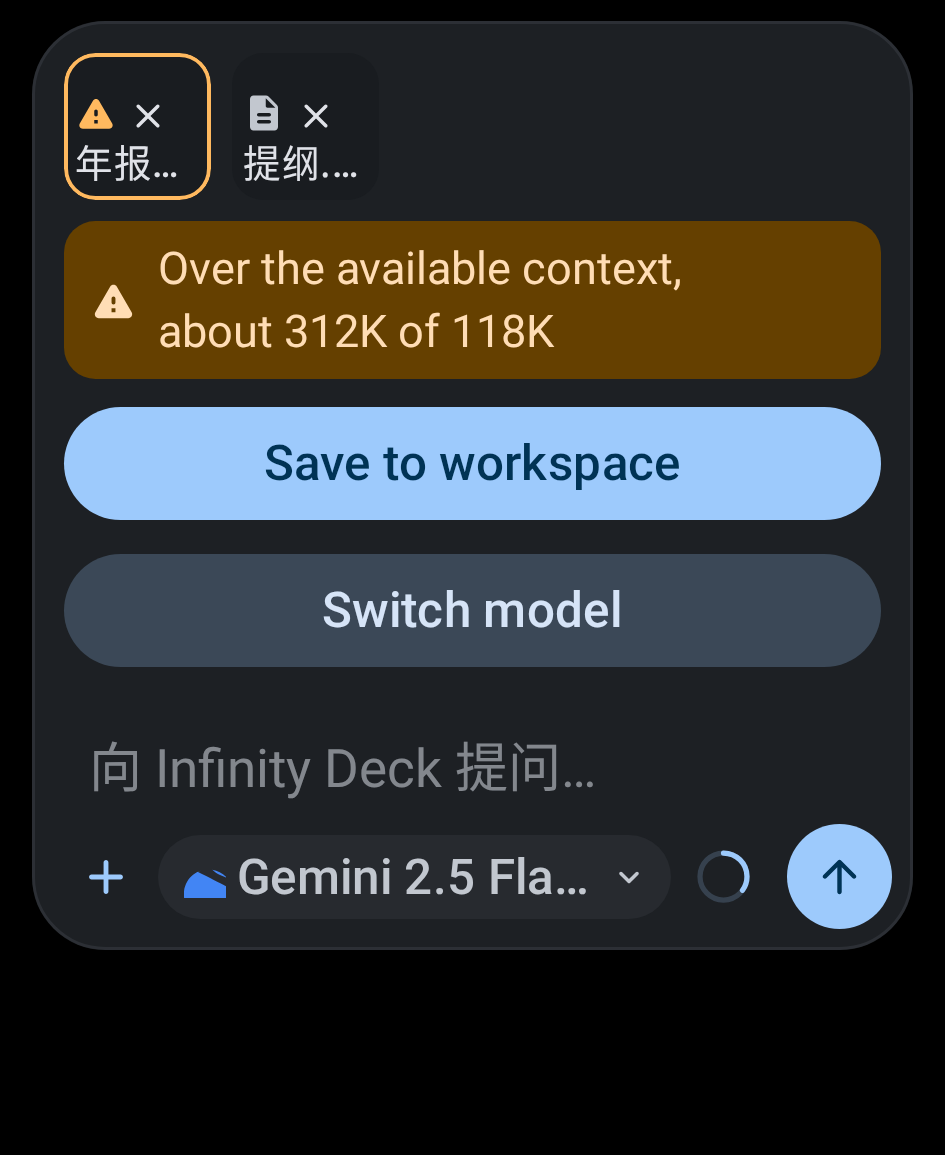 年报…
提纲.…
Over the available context,
about 312K of 118K
Save to workspace
Switch model
向 Infinity Deck 提问…
Gemini 2.5 Fla…